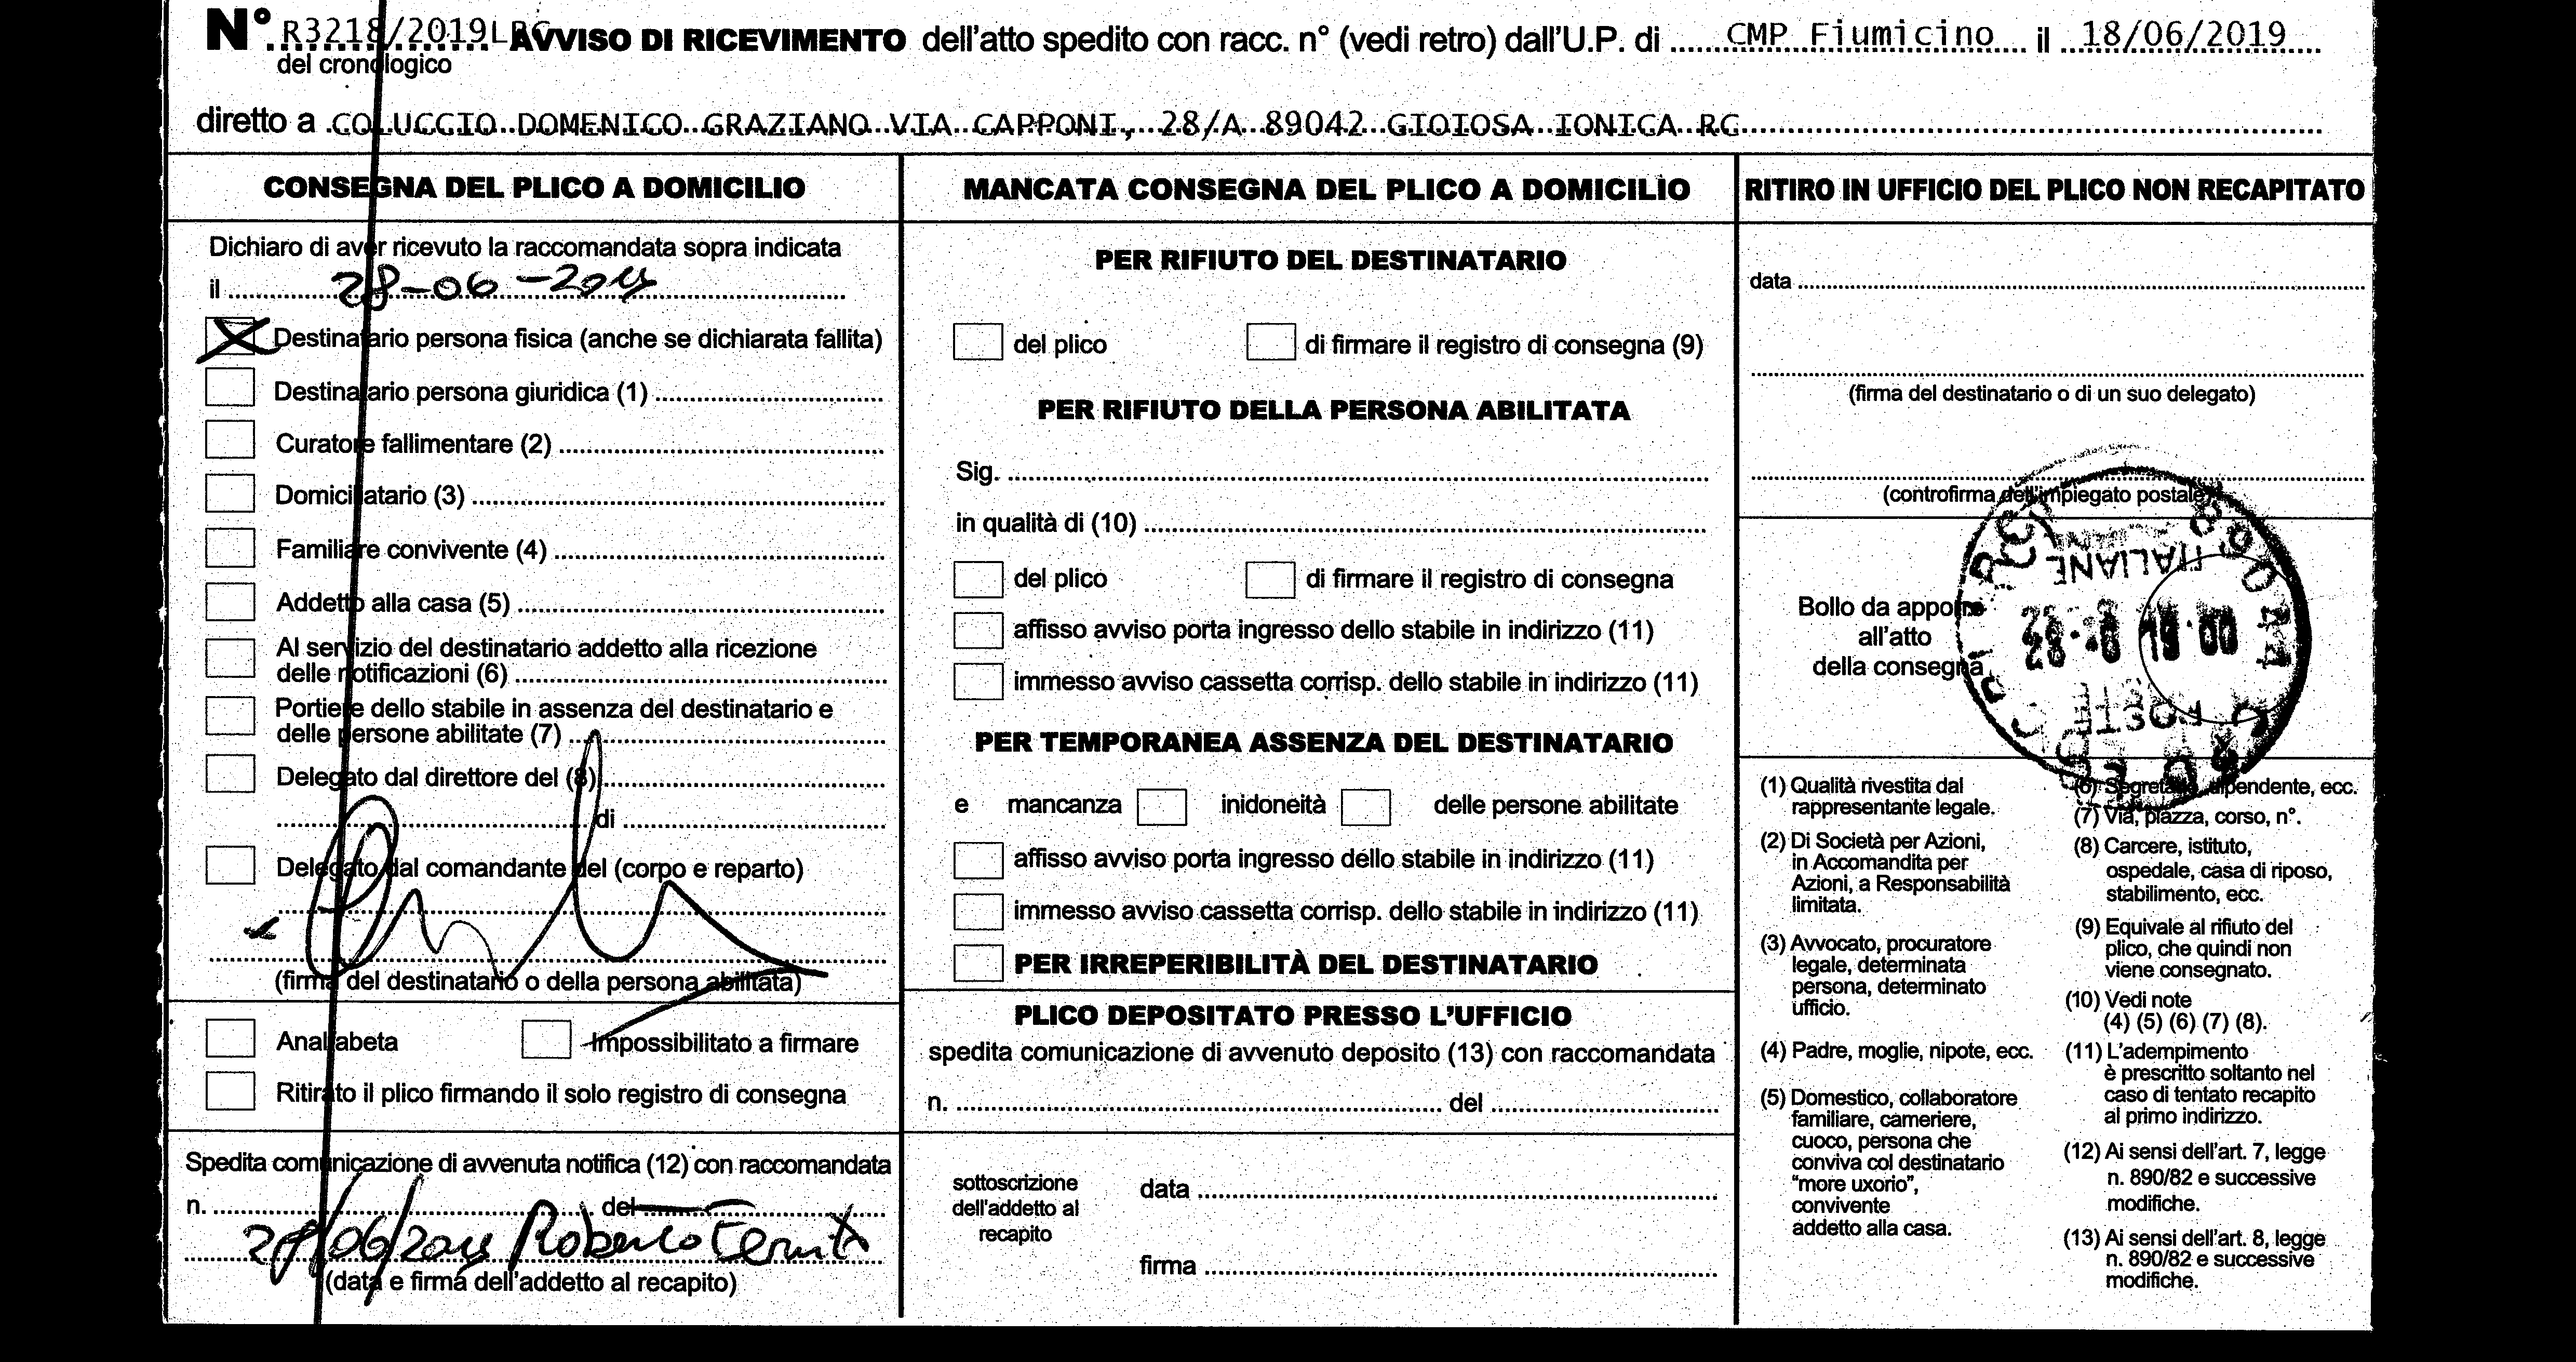 N° R3218/2019LRG AVVISO DI RICEVIMENTO dell'atto spedito con racc. n° (vedi retro) dall'U.P. di CMP Fiumicino il 18/06/2019
del cronologico
diretto a COLUCCIO DOMENICO GRAZIANO VIA CAPPONI, 28/A 89042 GIOIOSA IONICA RC
CONSEGNA DEL PLICO A DOMICILIO
Dichiaro di aver ricevuto la raccomandata sopra indicata
il 28-06-2019
Destinatario persona fisica (anche se dichiarata fallita)
Destinatario persona giuridica (1)
Curatore fallimentare (2)
Domiciliatario (3)
Familiare convivente (4)
Addetto alla casa (5)
Al servizio del destinatario addetto alla ricezione
delle notificazioni (6)
Portiere dello stabile in assenza del destinatario e
delle persone abilitate (7)
Delegato dal direttore del (8)
di
Delegato dal comandante del (corpo e reparto)
(firma del destinatario o della persona abilitata)
Analfabeta Impossibilitato a firmare
Ritirato il plico firmando il solo registro di consegna
Spedita comunicazione di avvenuta notifica (12) con raccomandata
n. del
28/06/2019 Roberto
(data e firma dell'addetto al recapito)
MANCATA CONSEGNA DEL PLICO A DOMICILIO
PER RIFIUTO DEL DESTINATARIO
del plico di firmare il registro di consegna (9)
PER RIFIUTO DELLA PERSONA ABILITATA
Sig.
in qualità di (10)
del plico di firmare il registro di consegna
affisso avviso porta ingresso dello stabile in indirizzo (11)
immesso avviso cassetta corrisp. dello stabile in indirizzo (11)
PER TEMPORANEA ASSENZA DEL DESTINATARIO
e mancanza inidoneità delle persone abilitate
affisso avviso porta ingresso dello stabile in indirizzo (11)
immesso avviso cassetta corrisp. dello stabile in indirizzo (11)
PER IRREPERIBILITÀ DEL DESTINATARIO
PLICO DEPOSITATO PRESSO L'UFFICIO
spedita comunicazione di avvenuto deposito (13) con raccomandata
n. del
sottoscrizione
dell'addetto al
recapito
data
firma
RITIRO IN UFFICIO DEL PLICO NON RECAPITATO
data
(firma del destinatario o di un suo delegato)
(controfirma dell'impiegato postale)
Bollo da apporre
all'atto
della consegna
POSTE
ITALIANE
(1) Qualità rivestita dal
rappresentante legale.
(2) Di Società per Azioni,
in Accomandita per
Azioni, a Responsabilità
limitata.
(3) Avvocato, procuratore
legale, determinata
persona, determinato
ufficio.
(4) Padre, moglie, nipote, ecc.
(5) Domestico, collaboratore
familiare, cameriere,
cuoco, persona che
conviva col destinatario
"more uxorio",
convivente
addetto alla casa.
(6) Segretario, dipendente, ecc.
(7) Via, piazza, corso, n°.
(8) Carcere, istituto,
ospedale, casa di riposo,
stabilimento, ecc.
(9) Equivale al rifiuto del
plico, che quindi non
viene consegnato.
(10) Vedi note
(4) (5) (6) (7) (8).
(11) L'adempimento
è prescritto soltanto nel
caso di tentato recapito
al primo indirizzo.
(12) Ai sensi dell'art. 7, legge
n. 890/82 e successive
modifiche.
(13) Ai sensi dell'art. 8, legge
n. 890/82 e successive
modifiche.